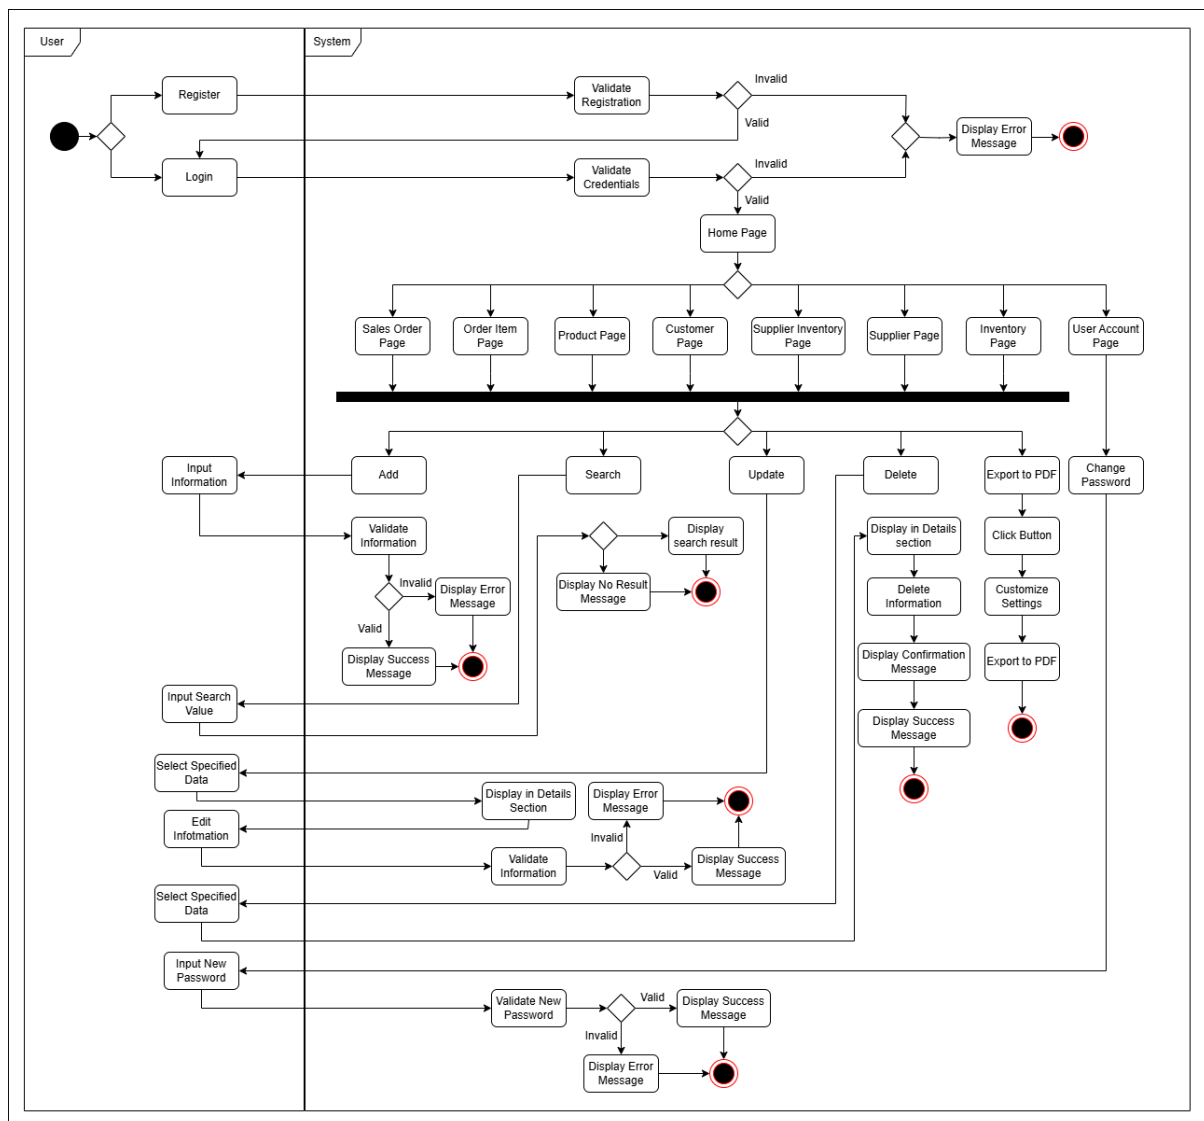 User
System
Register
Validate
Registration
Invalid
Valid
Display Error
Message
Login
Validate
Credentials
Invalid
Valid
Home Page
Sales Order
Page
Order Item
Page
Product Page
Customer
Page
Supplier Inventory
Page
Supplier Page
Inventory
Page
User Account
Page
Input
Information
Add
Search
Update
Delete
Export to PDF
Change
Password
Validate
Information
Display
search result
Display in Details
section
Click Button
Invalid
Display Error
Message
Display No Result
Message
Delete
Information
Customize
Settings
Valid
Display Success
Message
Display Confirmation
Message
Export to PDF
Input Search
Value
Display Success
Message
Select Specified
Data
Display in Details
Section
Display Error
Message
Edit
Infotmation
Invalid
Validate
Information
Valid
Display Success
Message
Select Specified
Data
Input New
Password
Validate New
Password
Valid
Display Success
Message
Invalid
Display Error
Message